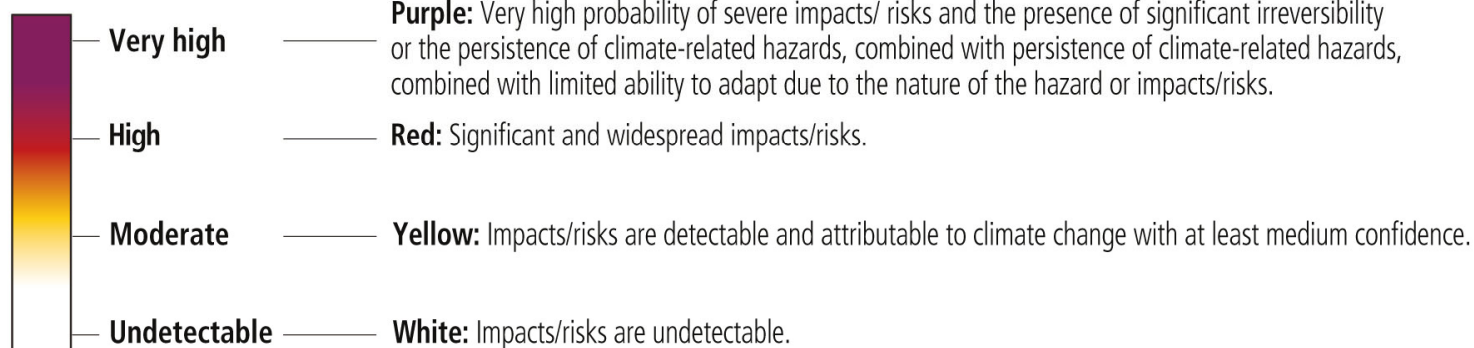 Very high
Purple: Very high probability of severe impacts/ risks and the presence of significant irreversibility
or the persistence of climate-related hazards, combined with persistence of climate-related hazards,
combined with limited ability to adapt due to the nature of the hazard or impacts/risks.
High
Red: Significant and widespread impacts/risks.
Moderate
Yellow: Impacts/risks are detectable and attributable to climate change with at least medium confidence.
Undetectable
White: Impacts/risks are undetectable.